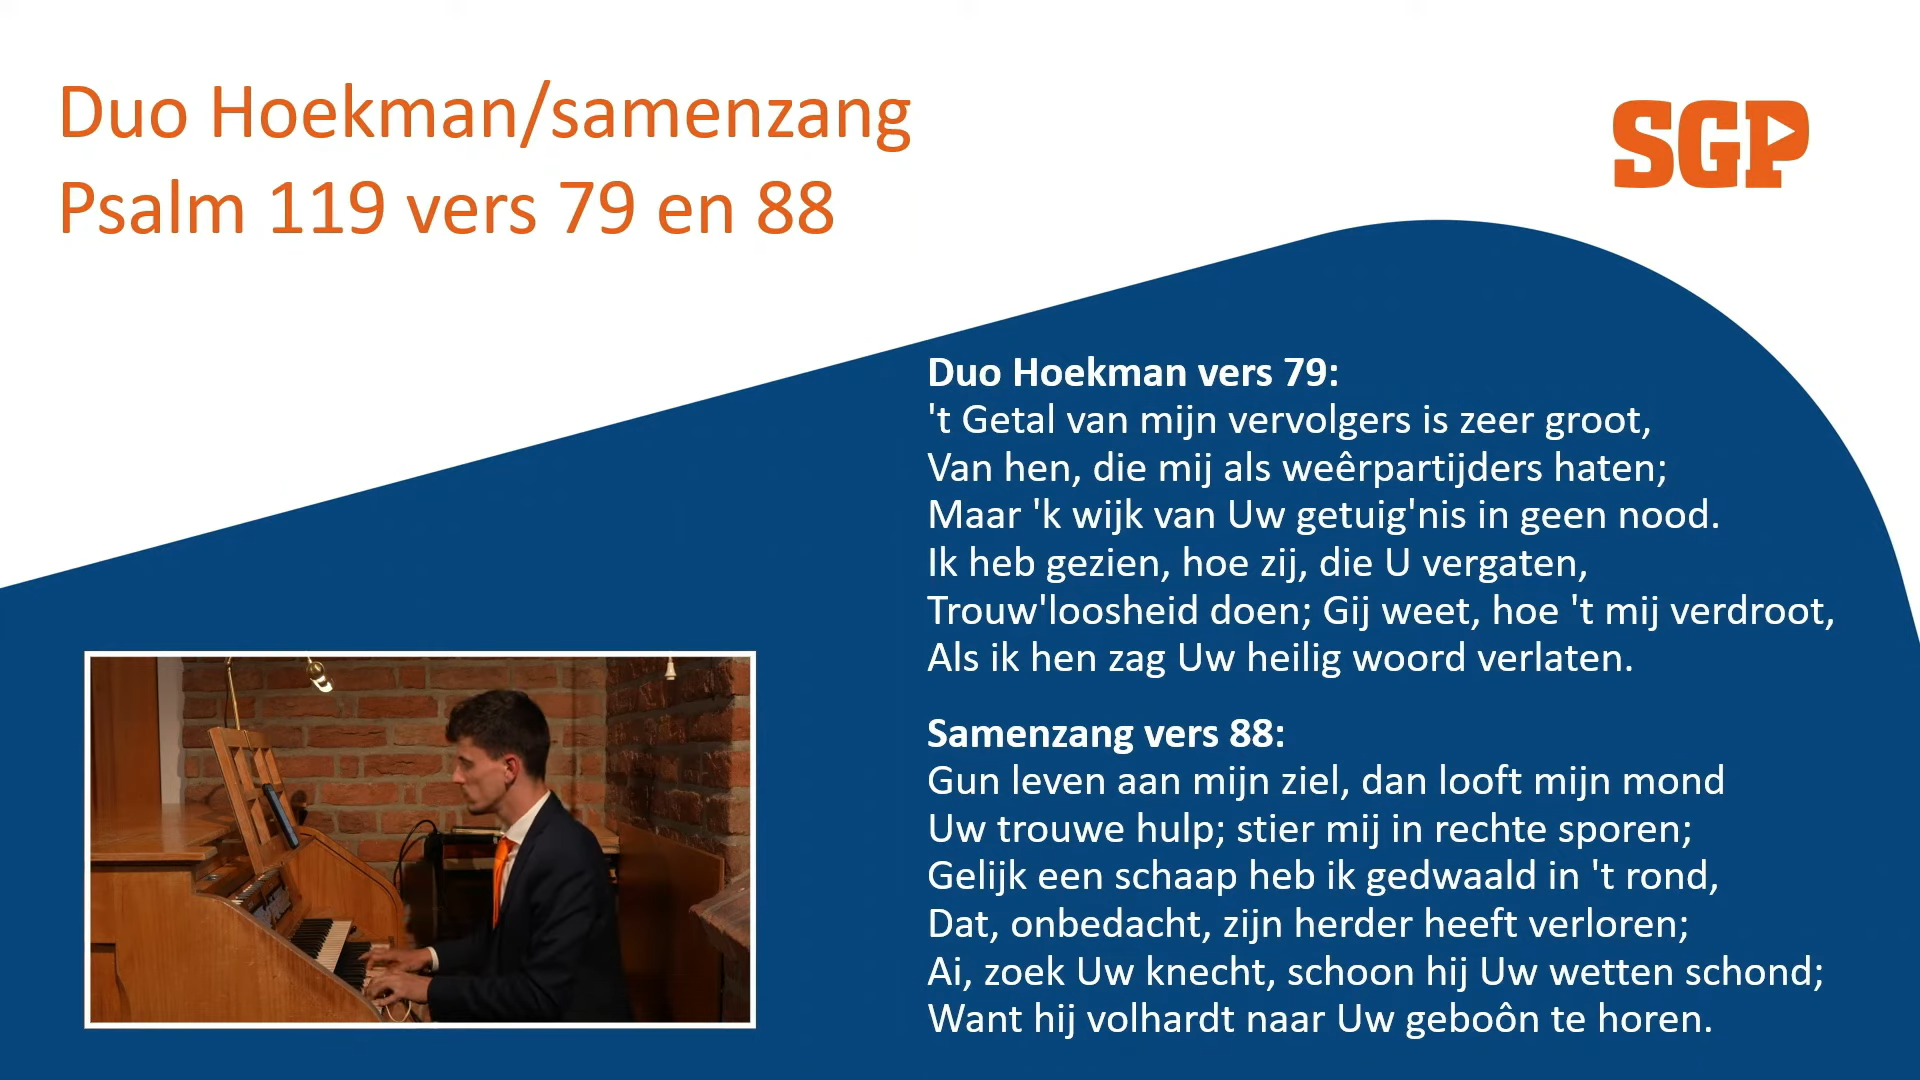 Duo Hoekman/samenzang
Psalm 119 vers 79 en 88
SGP
Duo Hoekman vers 79:
't Getal van mijn vervolgers is zeer groot,
Van hen, die mij als weêrpartijders haten;
Maar 'k wijk van Uw getuig'nis in geen nood.
Ik heb gezien, hoe zij, die U vergaten,
Trouw'loosheid doen; Gij weet, hoe 't mij verdroot,
Als ik hen zag Uw heilig woord verlaten.
Samenzang vers 88:
Gun leven aan mijn ziel, dan looft mijn mond
Uw trouwe hulp; stier mij in rechte sporen;
Gelijk een schaap heb ik gedwaald in 't rond,
Dat, onbedacht, zijn herder heeft verloren;
Ai, zoek Uw knecht, schoon hij Uw wetten schond;
Want hij volhardt naar Uw geboôn te horen.